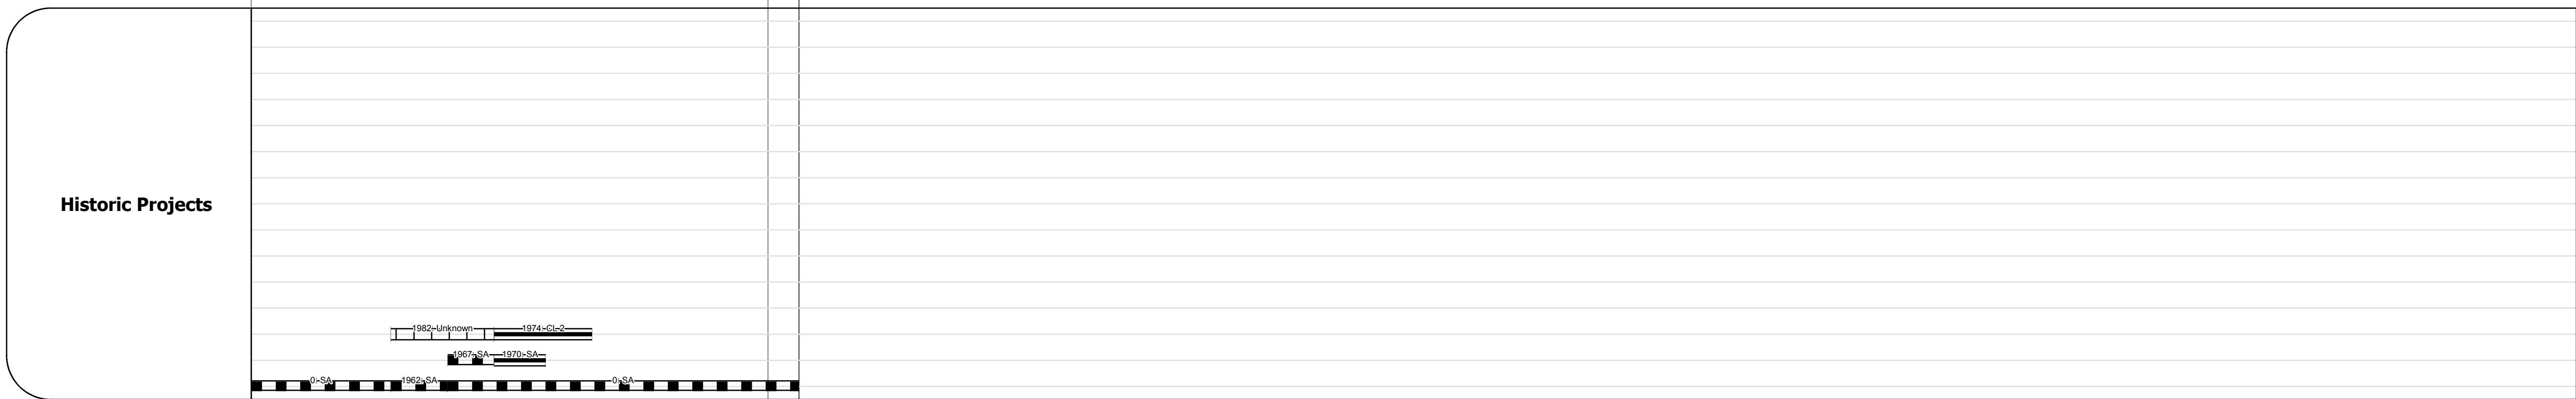 Historic Projects
1982:-Unknown
1974:-CL-2
1967:-SA
1970:-SA
0:-SA
1962:-SA
0:-SA